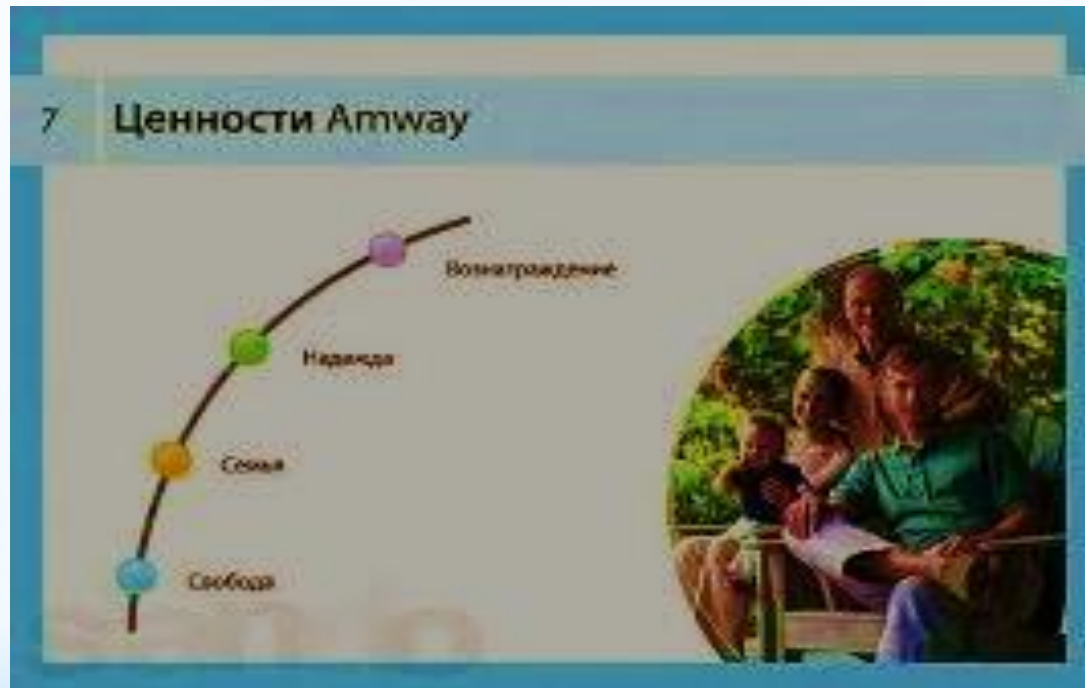 7
Ценности Amway
Вознаграждение
Надежда
Семья
Свобода